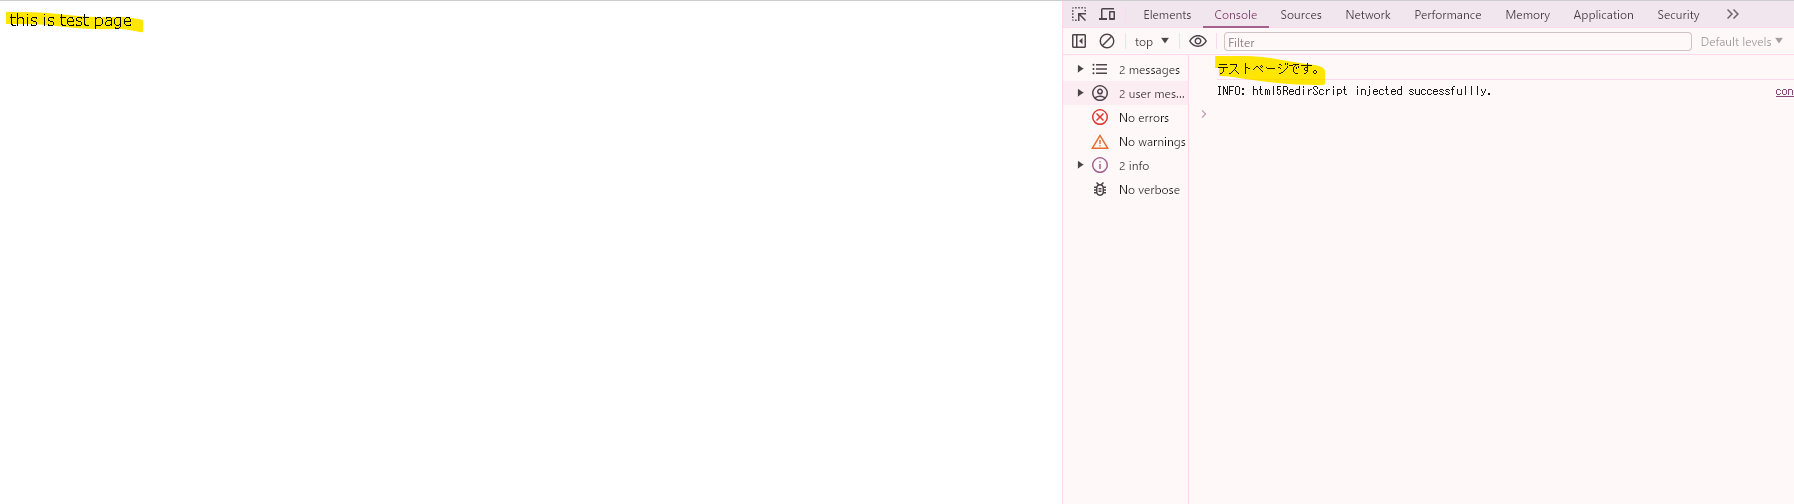 this is test page
Elements Console Sources Network Performance Memory Application Security
top Filter Default levels
2 messages
テストページです。
2 user mes...
INFO: html5RedirScript injected successfullly.
con
No errors
No warnings
2 info
No verbose